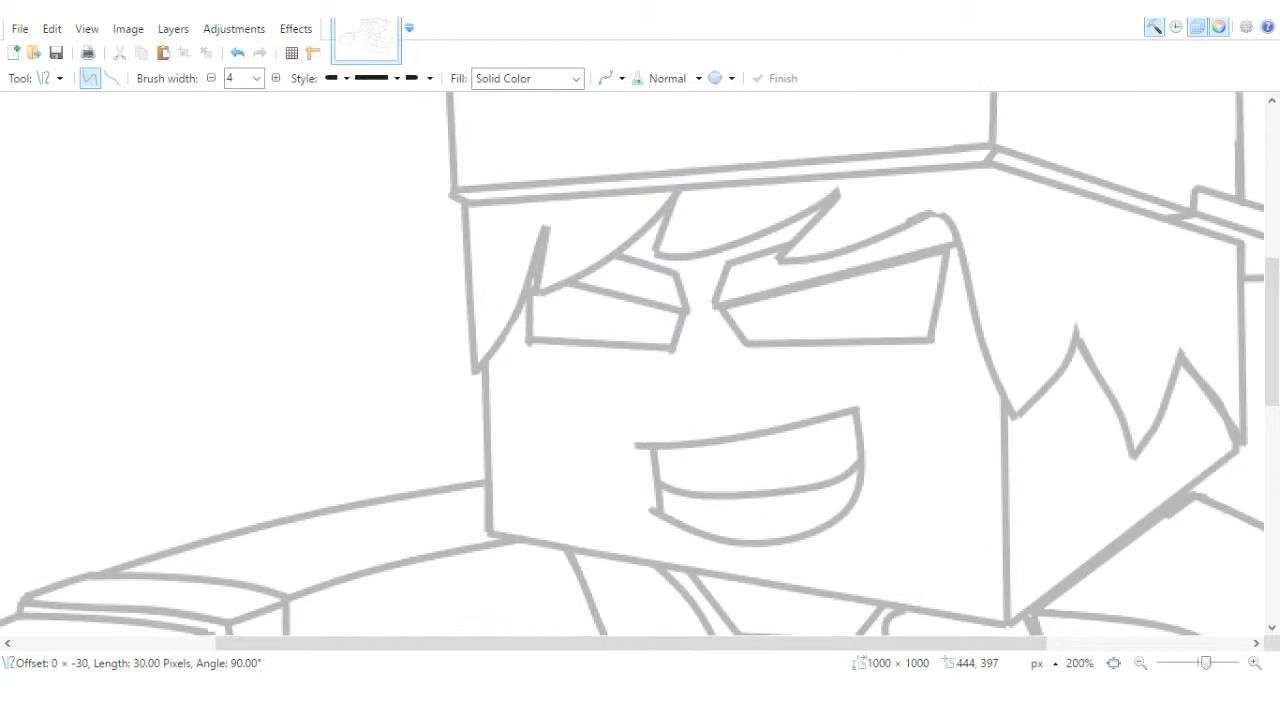 File Edit View Image Layers Adjustments Effects
Tool: Brush width: 4 Style: Fill: Solid Color Normal Finish
Offset: 0 × -30, Length: 30.00 Pixels, Angle: 90.00° 1000 × 1000 444, 397 px 200%